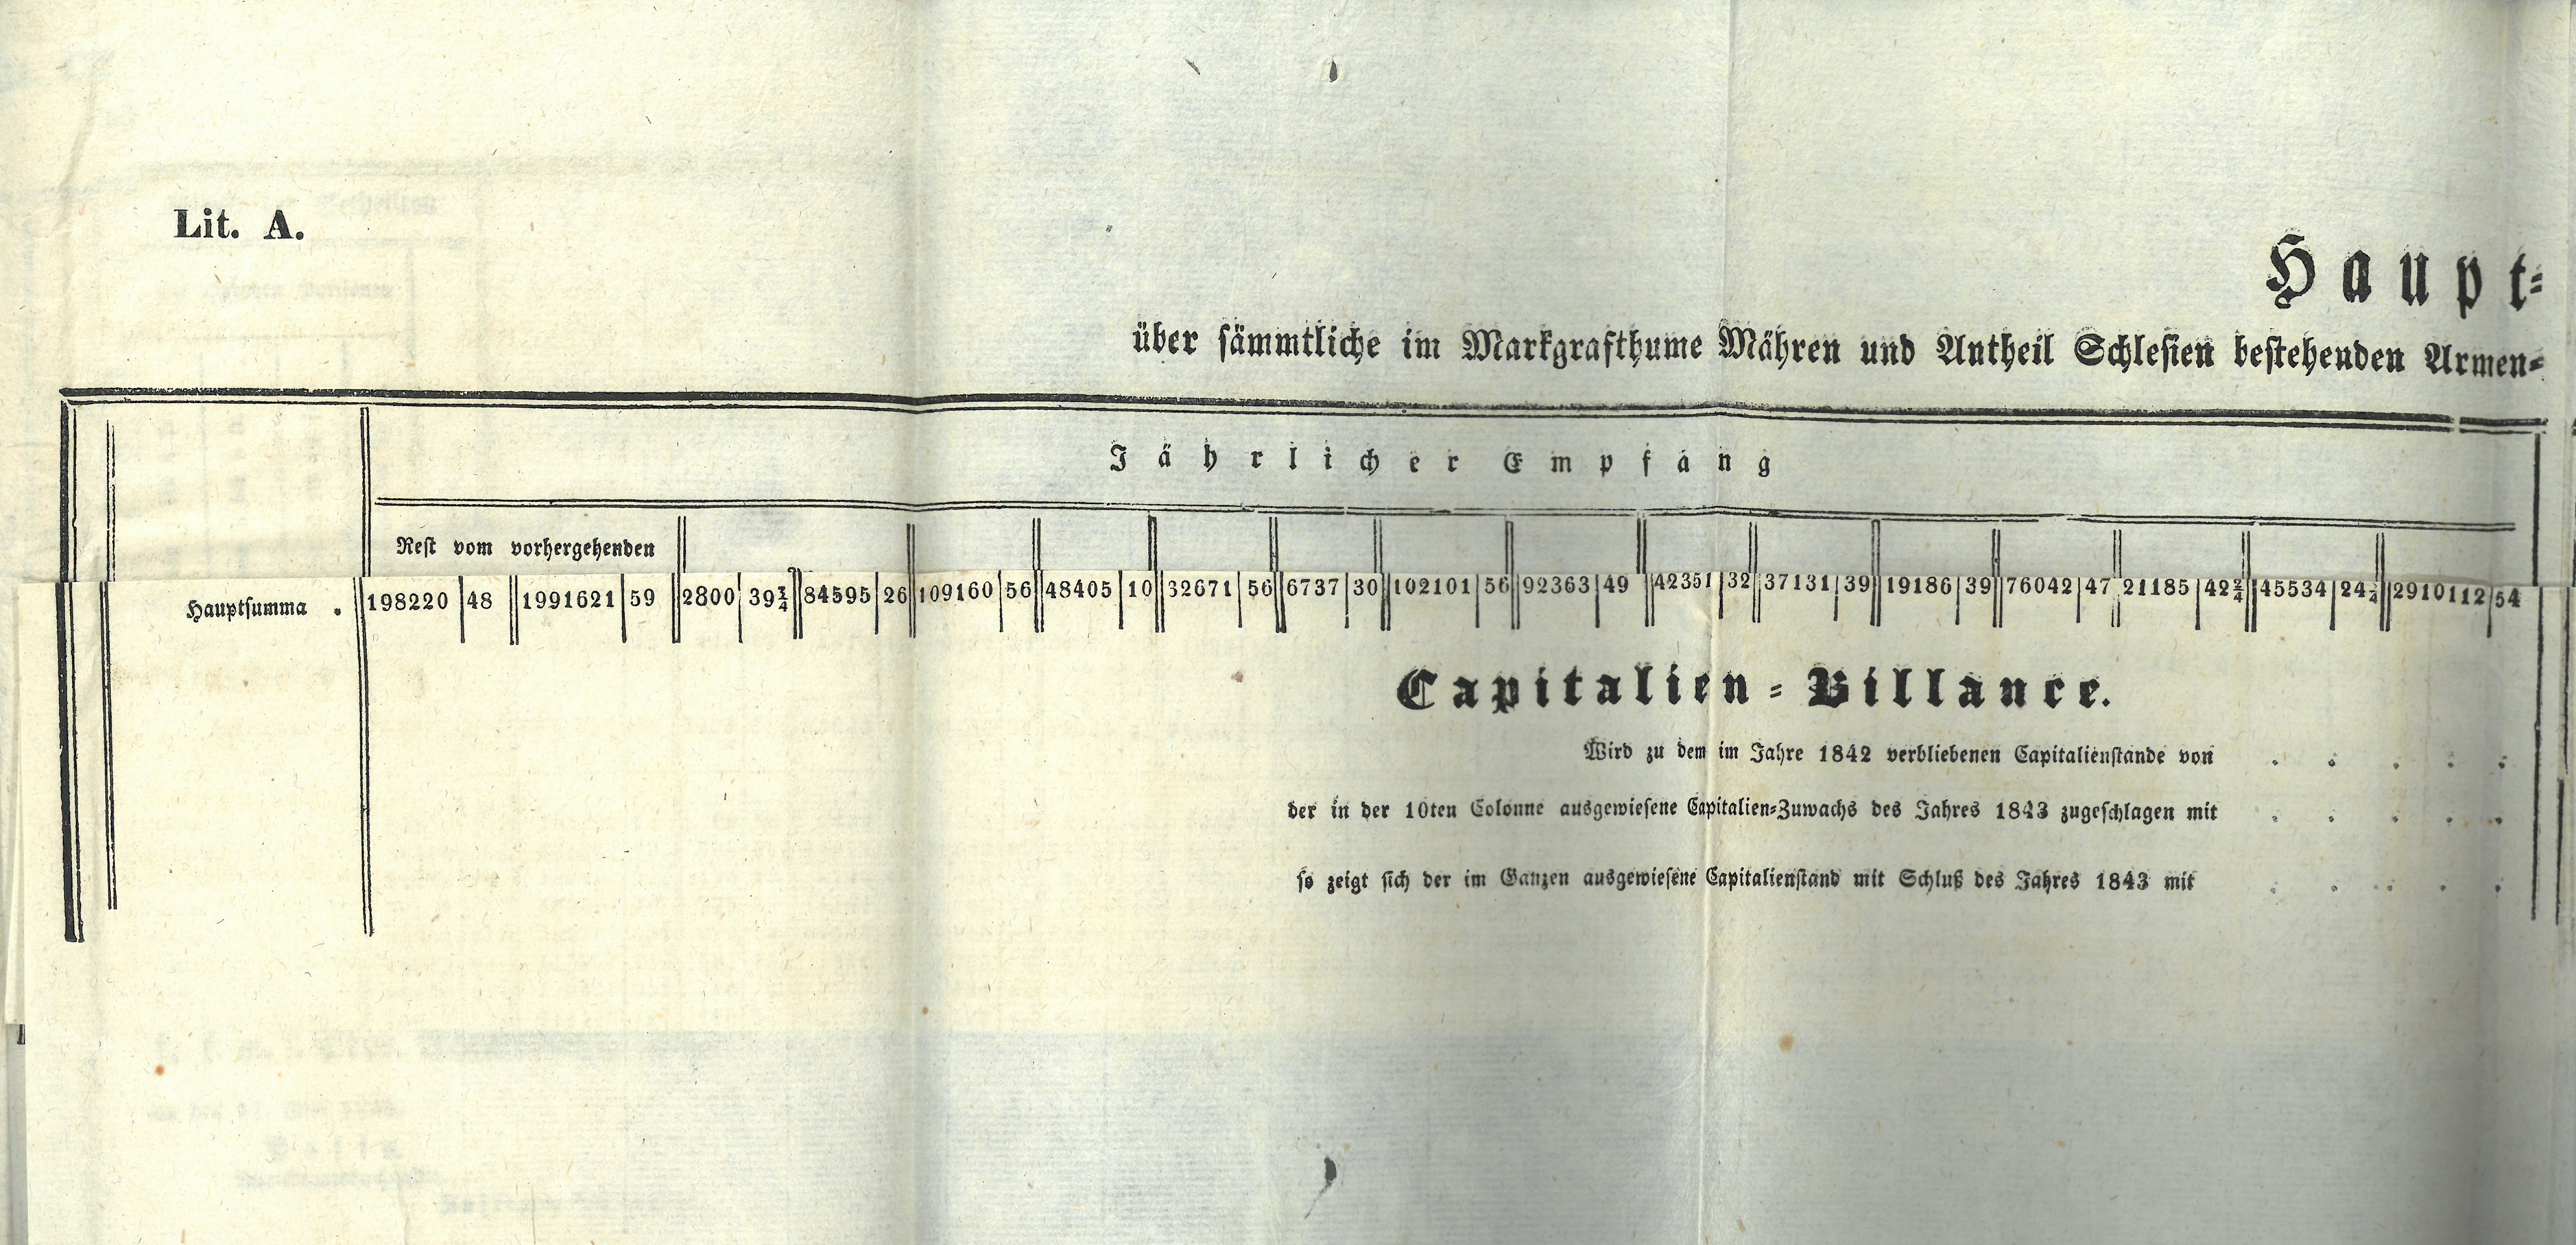 Lit. A.
Haupt-
über sämmtliche im Markgrafthume Mähren und Antheil Schlesien bestehenden Armen-
Jährlicher Empfang
Rest vom vorhergehenden
Hauptsumma . 198220 48 1991621 59 2800 39¾ 84595 26 109160 56 48405 10 32671 56 6737 30 102101 56 92363 49 42351 32 37131 39 19186 39 76042 47 21185 42 2/4 45534 24 2910112 54
Capitalien-Billance.
Wird zu dem im Jahre 1842 verbliebenen Capitalienstande von . . . . .
der in der 10ten Colonne ausgewiesene Capitalien-Zuwachs des Jahres 1843 zugeschlagen mit . . . . .
so zeigt sich der im Ganzen ausgewiesene Capitalienstand mit Schluß des Jahres 1843 mit . . . . .